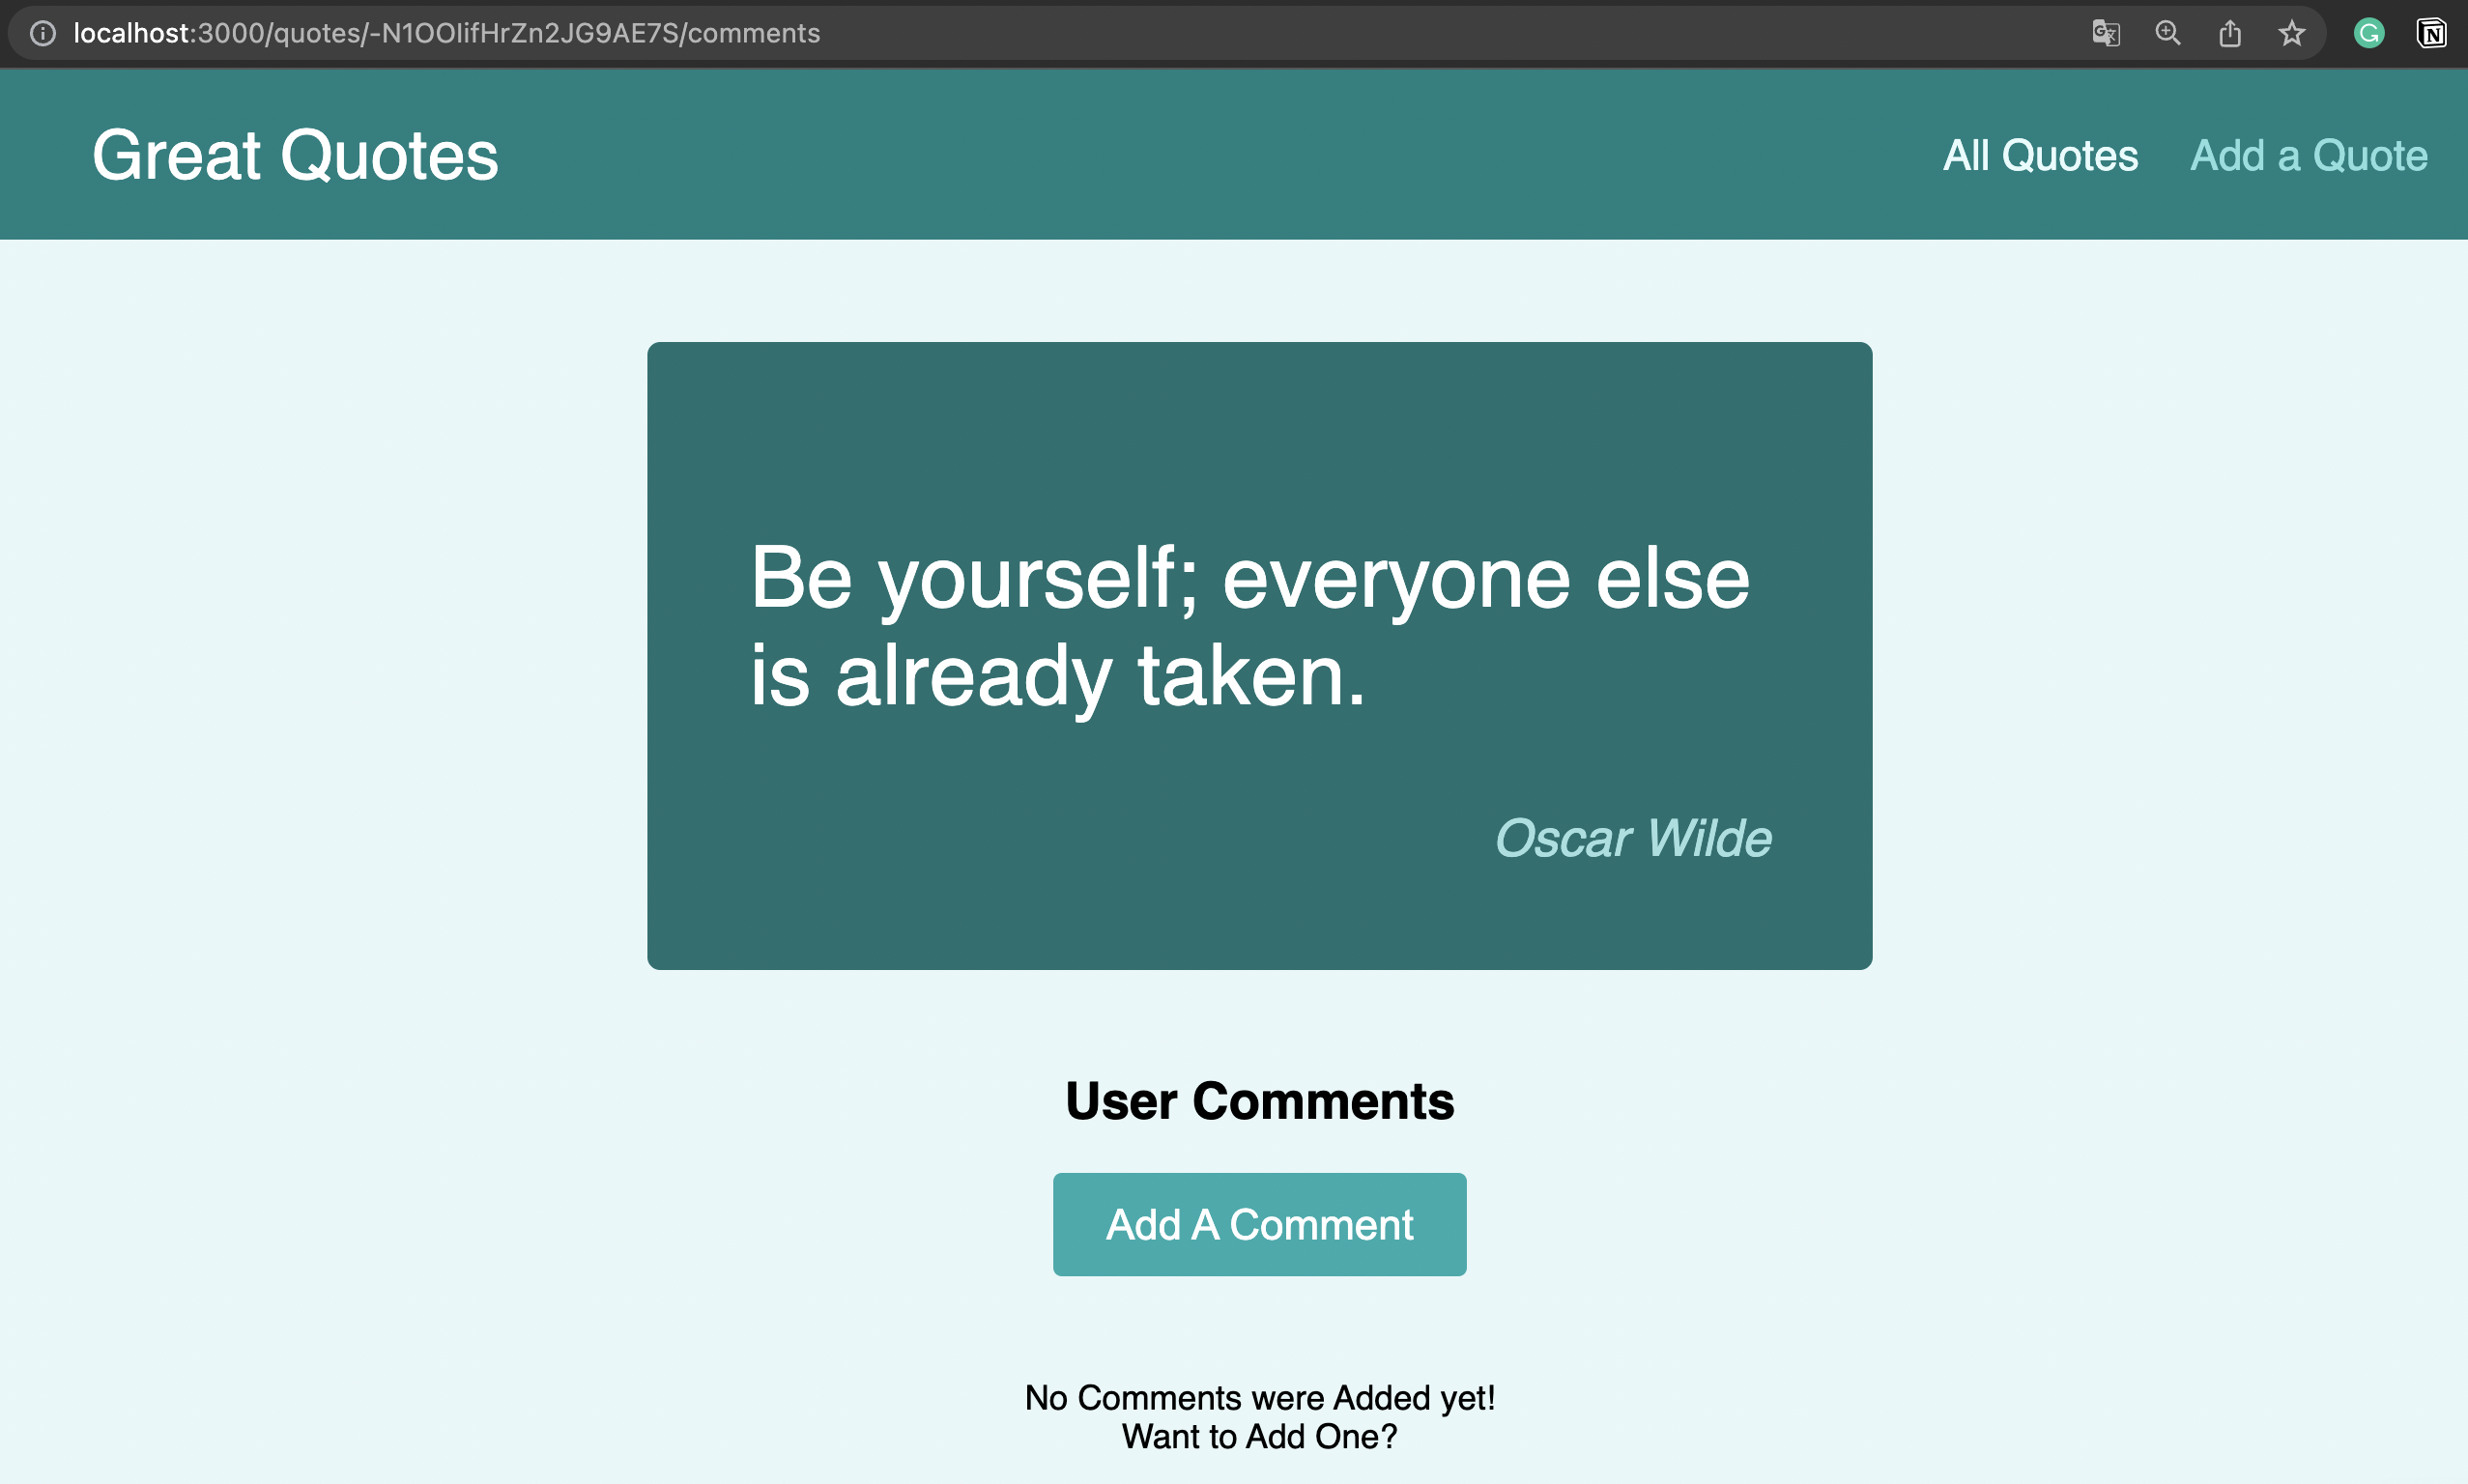 localhost:3000/quotes/-N1OOlifHrZn2JG9AE7S/comments
Great Quotes
All Quotes
Add a Quote
Be yourself; everyone else
is already taken.
Oscar Wilde
User Comments
Add A Comment
No Comments were Added yet!
Want to Add One?